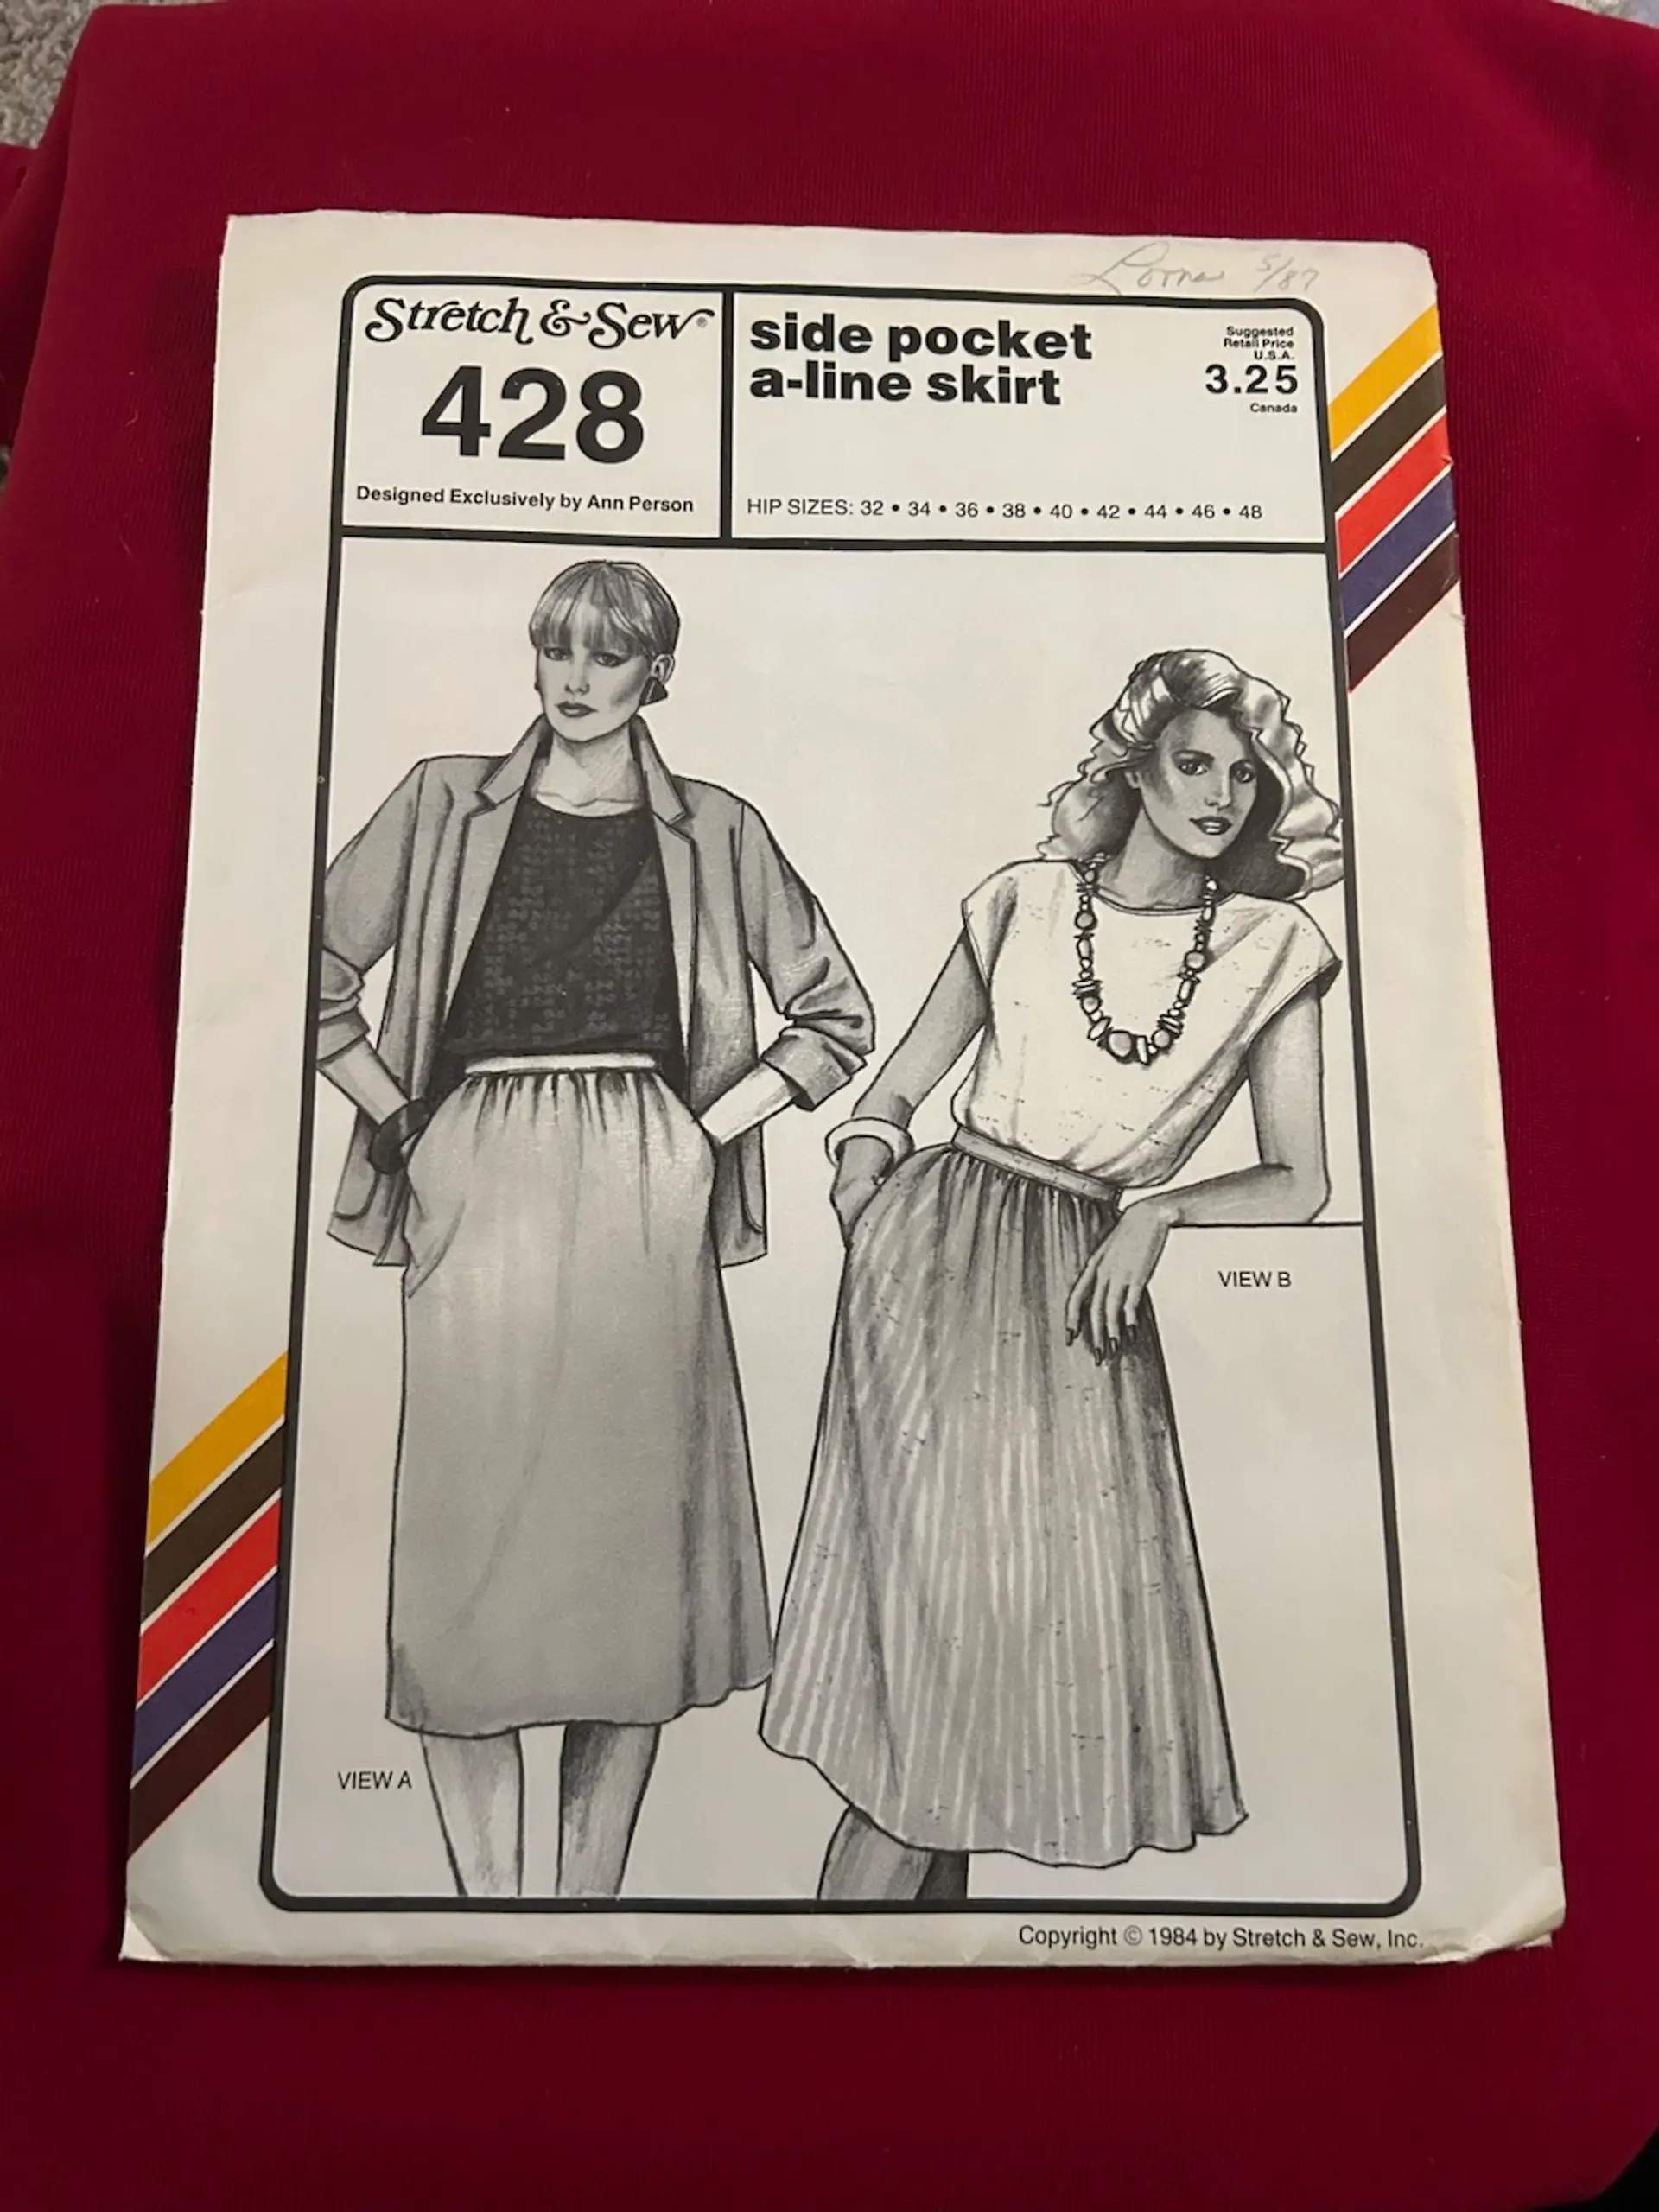 Lorna 5/87
Stretch & Sew®
428
Designed Exclusively by Ann Person
side pocket
a-line skirt
Suggested
Retail Price
U.S.A.
3.25
Canada
HIP SIZES: 32 • 34 • 36 • 38 • 40 • 42 • 44 • 46 • 48
VIEW B
VIEW A
Copyright © 1984 by Stretch & Sew, Inc.